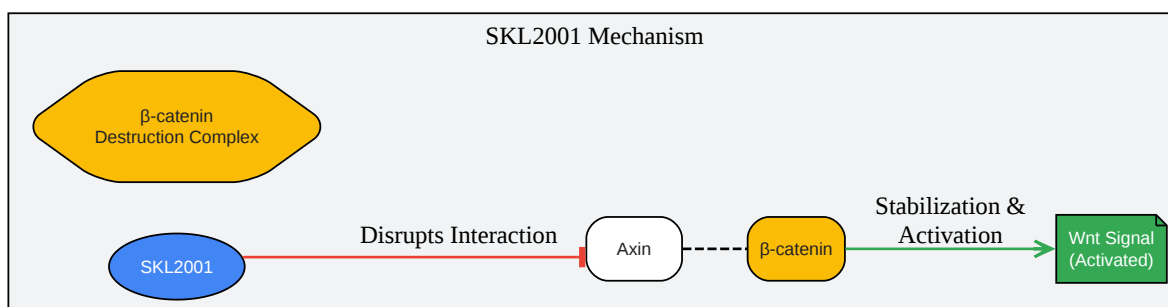 SKL2001 Mechanism
β-catenin
Destruction Complex
SKL2001
Disrupts Interaction
Axin
β-catenin
Stabilization &
Activation
Wnt Signal
(Activated)